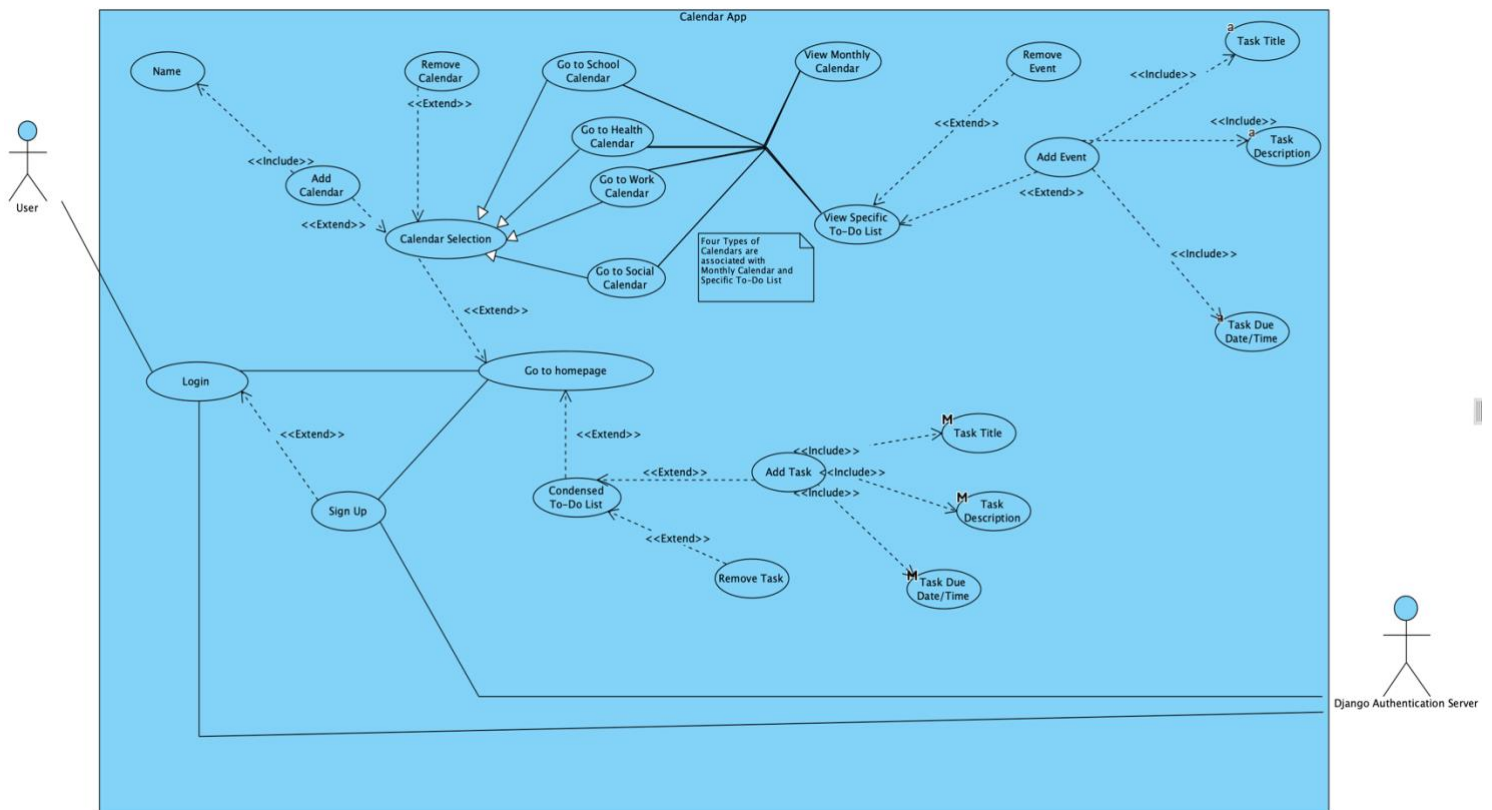 Calendar App
a
Task Title
Name
Remove
Calendar
Go to School
Calendar
View Monthly
Calendar
Remove
Event
<<Include>>
<<Extend>>
<<Extend>>
<<Include>>
a
Task
Description
Go to Health
Calendar
Add Event
<<Include>>
Add
Calendar
Go to Work
Calendar
<<Extend>>
User
<<Extend>>
Calendar Selection
View Specific
To-Do List
Four Types of
Calendars are
associated with
Monthly Calendar and
Specific To-Do List
<<Include>>
Go to Social
Calendar
<<Extend>>
a
Task Due
Date/Time
Login
Go to homepage
<<Extend>>
<<Extend>>
M
Task Title
<<Include>>
<<Extend>>
Add Task
<<Include>>
<<Include>>
Condensed
To-Do List
M
Task
Description
Sign Up
<<Extend>>
Remove Task
M
Task Due
Date/Time
Django Authentication Server